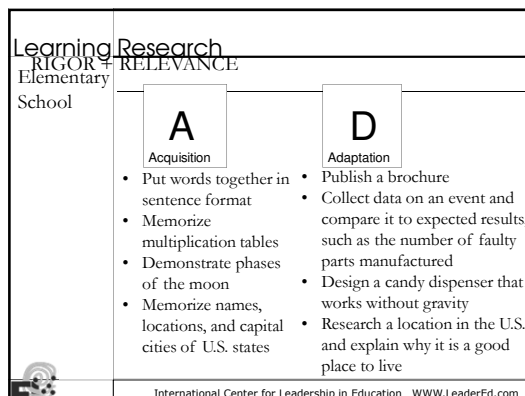 Learning Research
RIGOR + RELEVANCE
Elementary
School
A
Acquisition
• Put words together in
sentence format
• Memorize
multiplication tables
• Demonstrate phases
of the moon
• Memorize names,
locations, and capital
cities of U.S. states
D
Adaptation
• Publish a brochure
• Collect data on an event and
compare it to expected results
such as the number of faulty
parts manufactured
• Design a candy dispenser that
works without gravity
• Research a location in the U.S.
and explain why it is a good
place to live
International Center for Leadership in Education WWW.LeaderEd.com